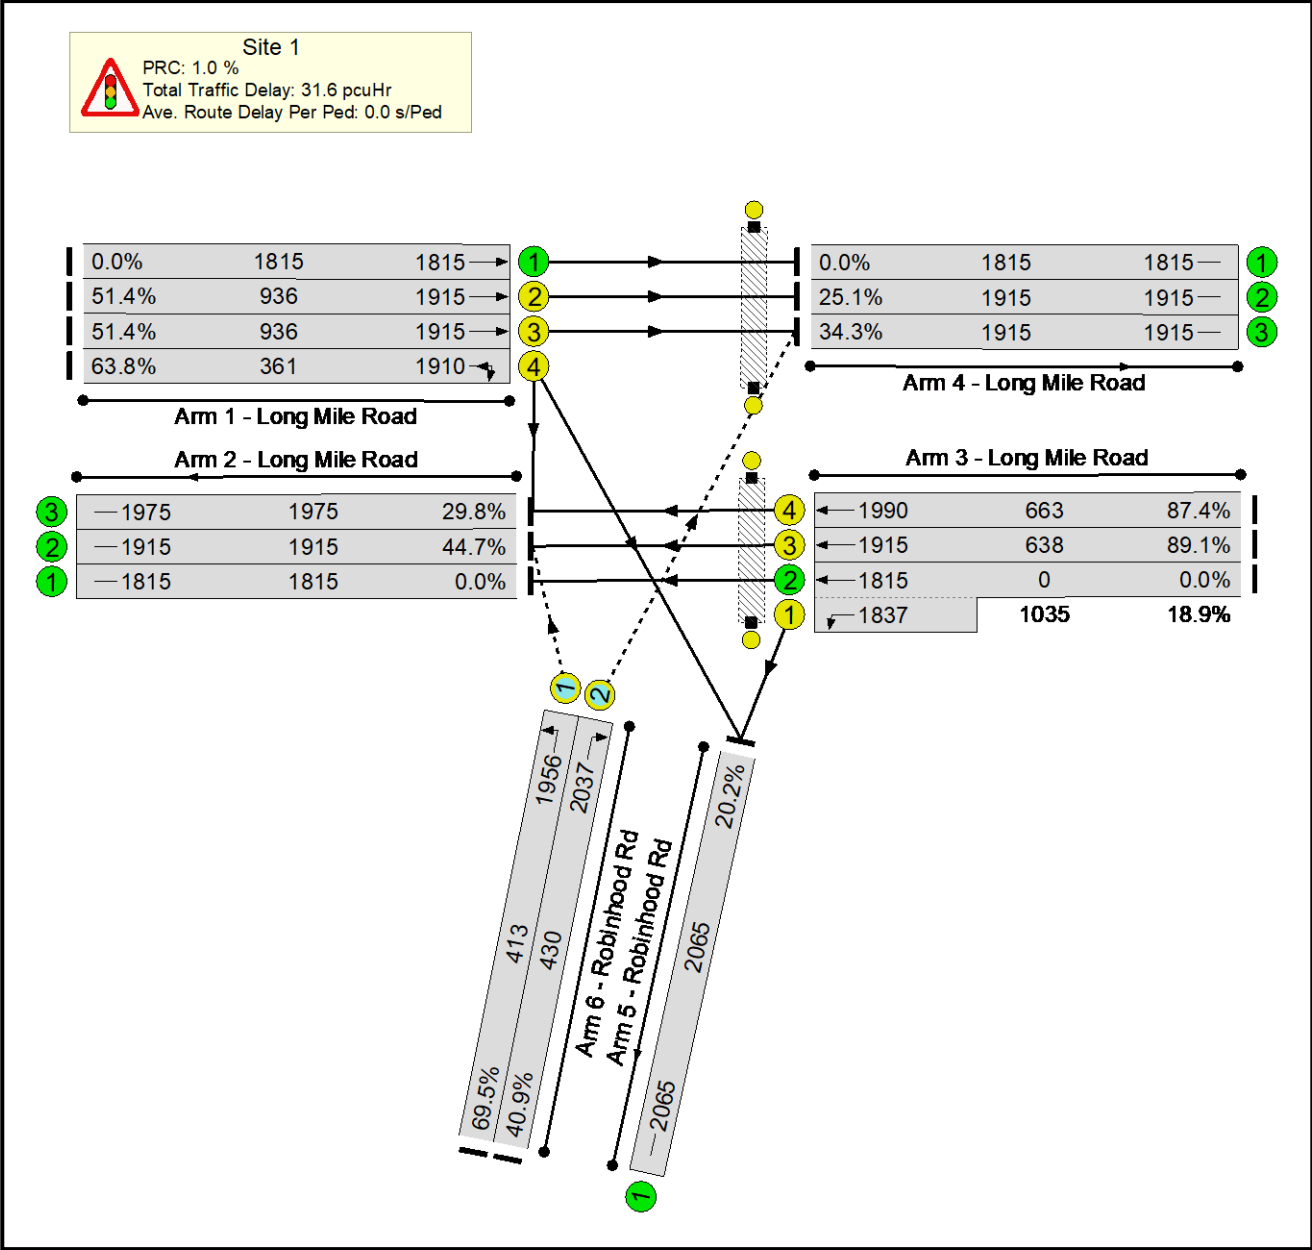 Site 1
PRC: 1.0 %
Total Traffic Delay: 31.6 pcuHr
Ave. Route Delay Per Ped: 0.0 s/Ped
0.0% 1815 1815 1
51.4% 936 1915 2
51.4% 936 1915 3
63.8% 361 1910 4
Arm 1 - Long Mile Road
0.0% 1815 1815 1
25.1% 1915 1915 2
34.3% 1915 1915 3
Arm 4 - Long Mile Road
Arm 2 - Long Mile Road
3 1975 1975 29.8%
2 1915 1915 44.7%
1 1815 1815 0.0%
Arm 3 - Long Mile Road
4 1990 663 87.4%
3 1915 638 89.1%
2 1815 0 0.0%
1 1837 1035 18.9%
1
2
69.5% 413 1956
40.9% 430 2037
Arm 6 - Robinhood Rd
Arm 5 - Robinhood Rd
2065 2065 20.2%
1